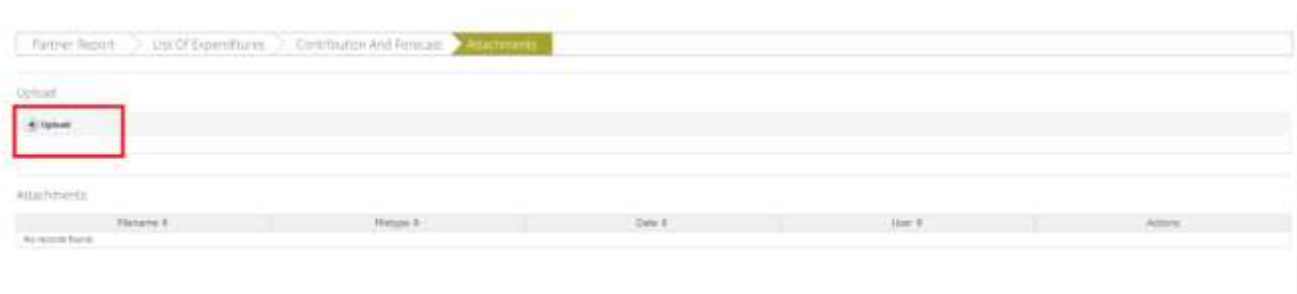 Partner Report List Of Expenditures Contribution And Forecast Attachments
Upload
Upload
Attachments
Filename Filetype Date User Actions
No records found.